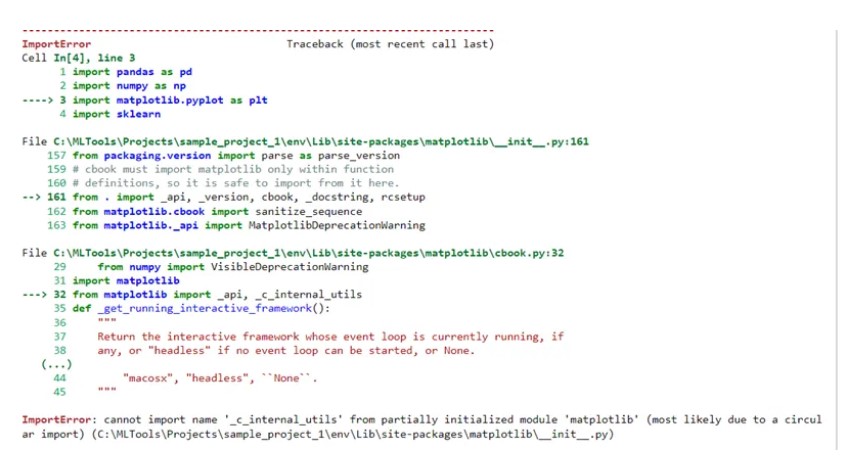 ---------------------------------------------------------------------------
ImportError                               Traceback (most recent call last)
Cell In[4], line 3
      1 import pandas as pd
      2 import numpy as np
----> 3 import matplotlib.pyplot as plt
      4 import sklearn

File C:\MLTools\Projects\sample_project_1\env\Lib\site-packages\matplotlib\__init__.py:161
    157 from packaging.version import parse as parse_version
    159 # cbook must import matplotlib only within function
    160 # definitions, so it is safe to import from it here.
--> 161 from . import _api, _version, cbook, _docstring, rcsetup
    162 from matplotlib.cbook import sanitize_sequence
    163 from matplotlib._api import MatplotlibDeprecationWarning

File C:\MLTools\Projects\sample_project_1\env\Lib\site-packages\matplotlib\cbook.py:32
     29     from numpy import VisibleDeprecationWarning
     31 import matplotlib
---> 32 from matplotlib import _api, _c_internal_utils
     35 def _get_running_interactive_framework():
     36     """
     37     Return the interactive framework whose event loop is currently running, if
     38     any, or "headless" if no event loop can be started, or None.
   (...)
     44         "macosx", "headless", ``None``.
     45     """

ImportError: cannot import name '_c_internal_utils' from partially initialized module 'matplotlib' (most likely due to a circul
ar import) (C:\MLTools\Projects\sample_project_1\env\Lib\site-packages\matplotlib\__init__.py)